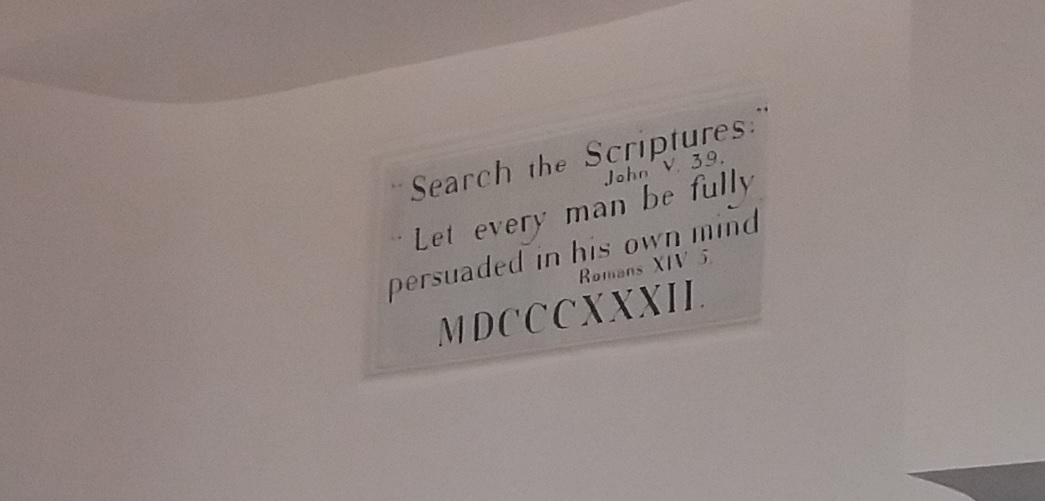 "Search the Scriptures:"
John V. 39.
"Let every man be fully
persuaded in his own mind
Romans XIV 5.
MDCCCXXXII.